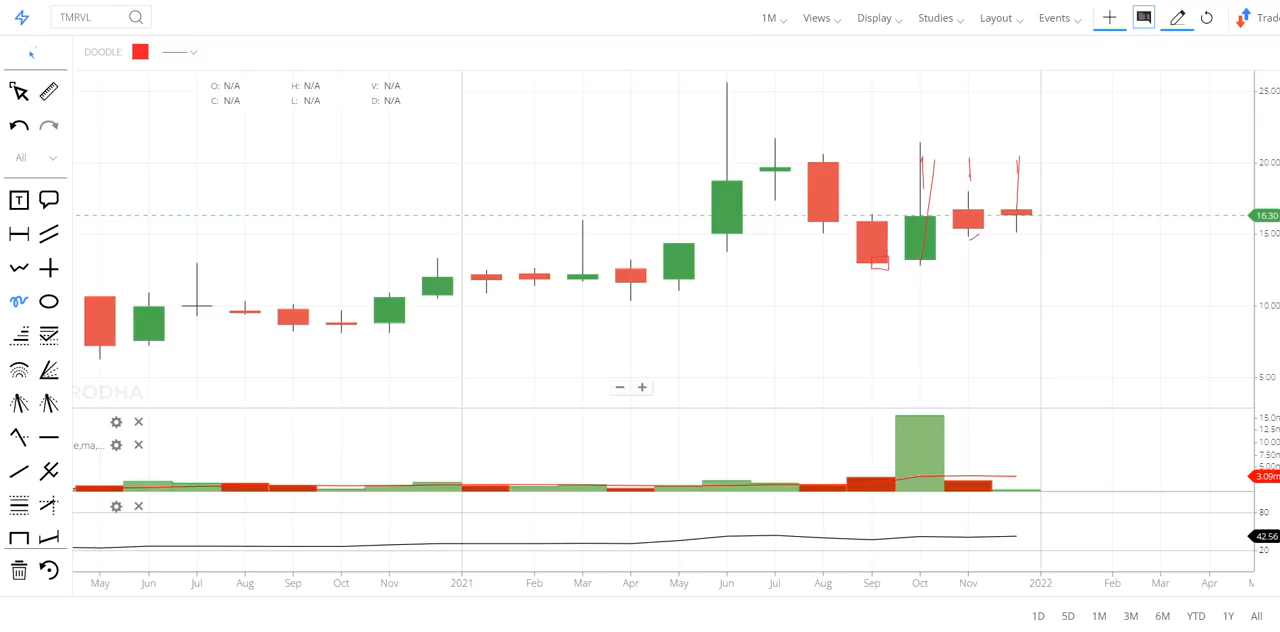 TMRVL 1M Views Display Studies Layout Events Trade
DOODLE:
O: N/A H: N/A V: N/A
C: N/A L: N/A D: N/A
All
T
25.00
20.00
16.30
15.00
10.00
5.00
RODHA
15.0m
12.5m
10.00
7.50m
5.00m
e,ma,...
3.09m
80
42.56
20
May Jun Jul Aug Sep Oct Nov 2021 Feb Mar Apr May Jun Jul Aug Sep Oct Nov 2022 Feb Mar Apr
1D 5D 1M 3M 6M YTD 1Y All